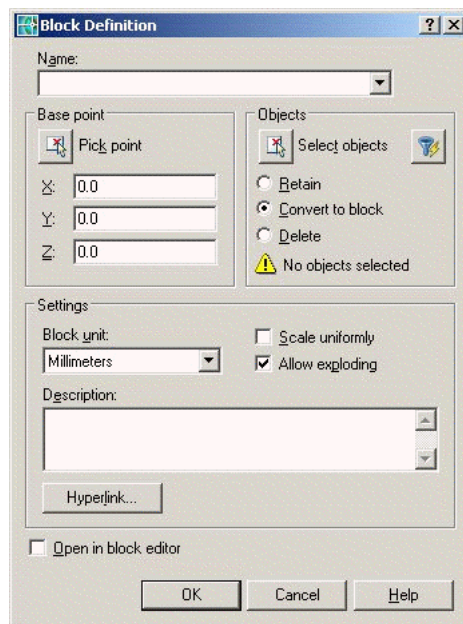 Block Definition
Name:
Base point
Pick point
X: 0.0
Y: 0.0
Z: 0.0
Objects
Select objects
Retain
Convert to block
Delete
No objects selected
Settings
Block unit:
Millimeters
Scale uniformly
Allow exploding
Description:
Hyperlink...
Open in block editor
OK Cancel Help